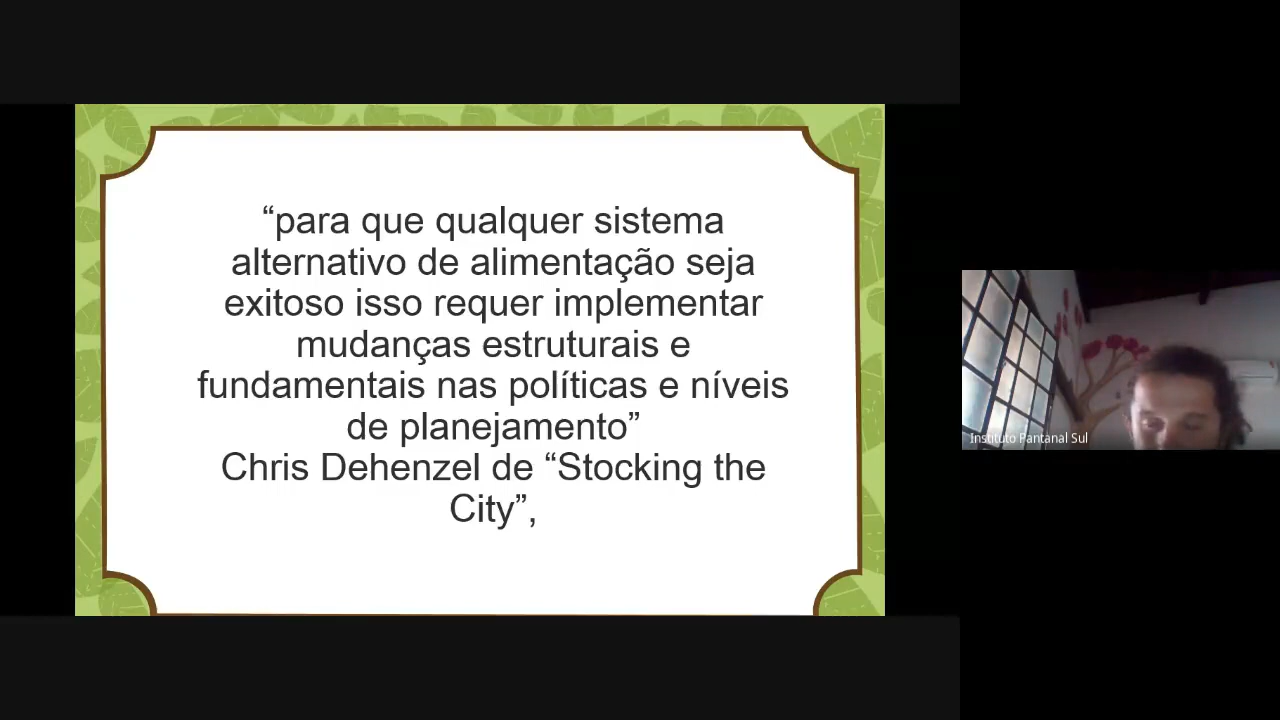 “para que qualquer sistema
alternativo de alimentação seja
exitoso isso requer implementar
mudanças estruturais e
fundamentais nas políticas e níveis
de planejamento”
Chris Dehenzel de “Stocking the
City”,
Instituto Pantanal Sul